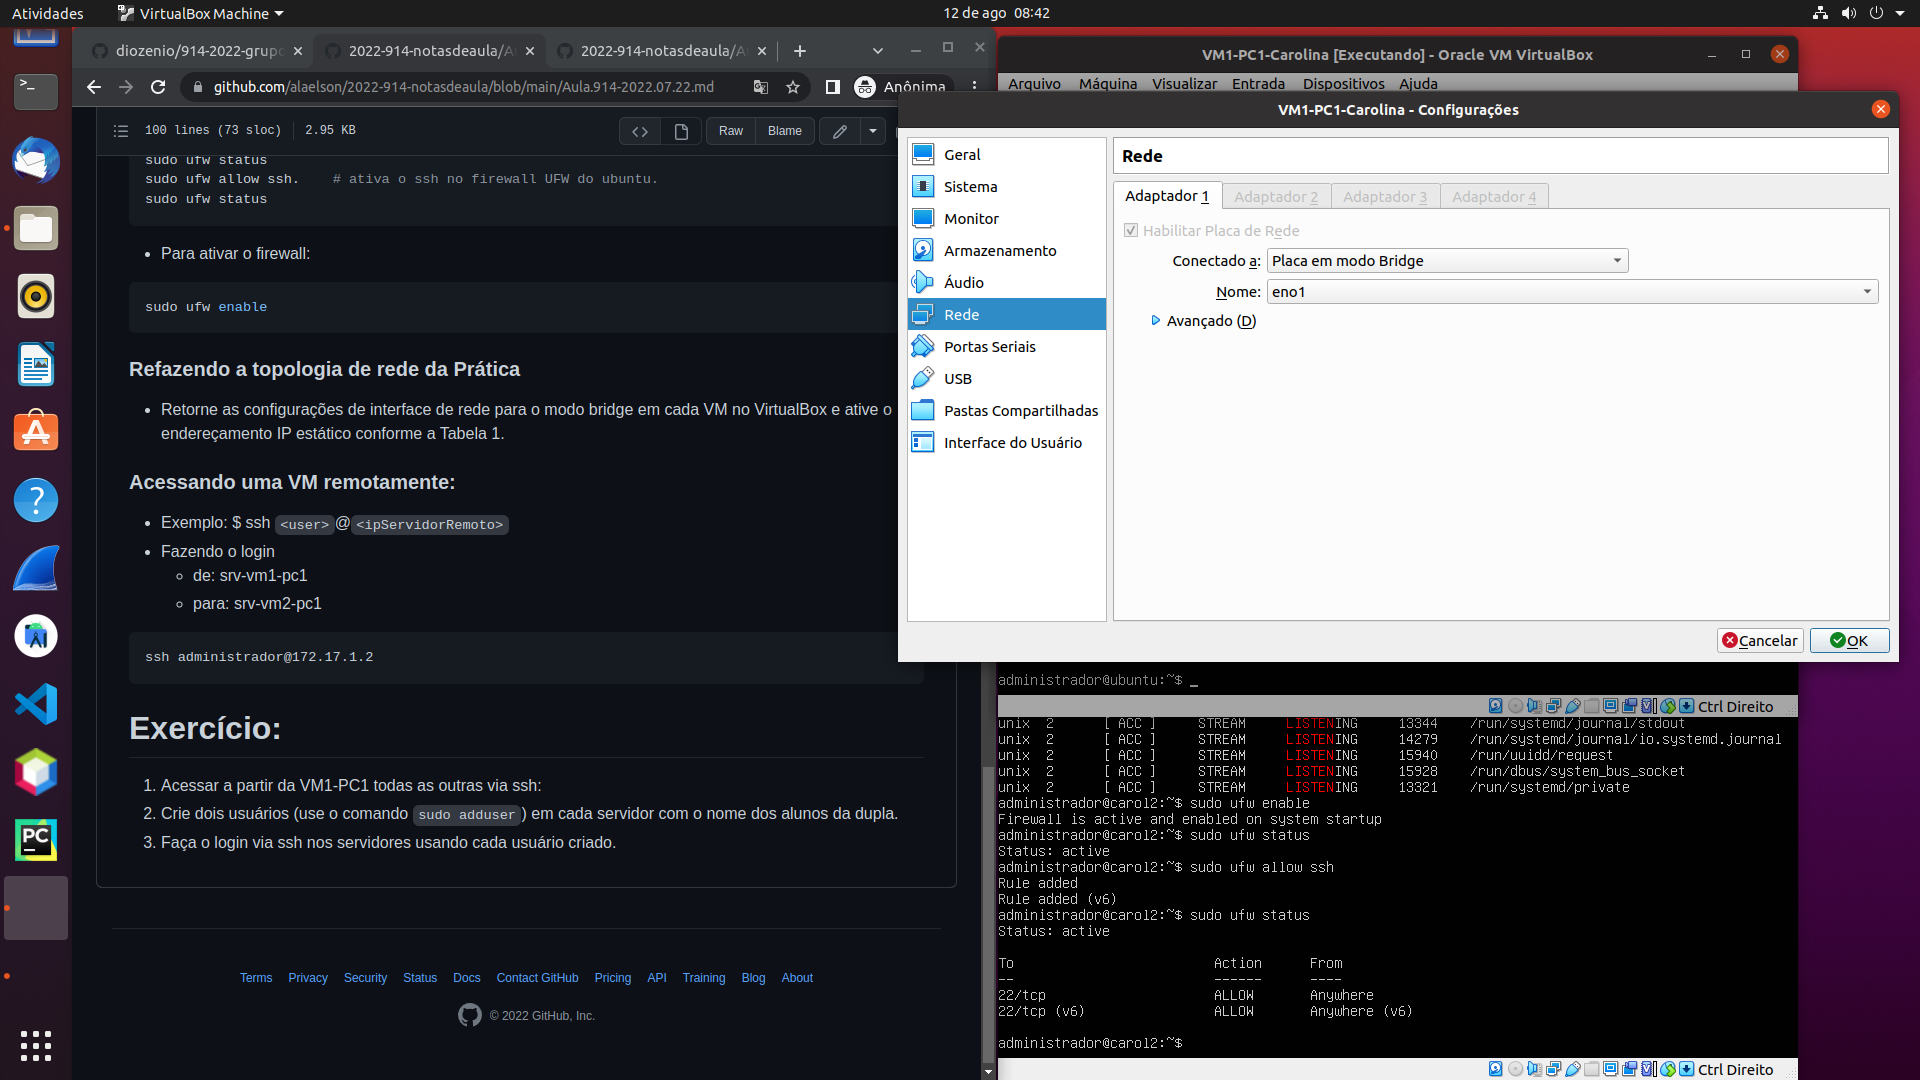 Atividades
VirtualBox Machine
12 de ago 08:42
diozenio/914-2022-grup
2022-914-notasdeaula/A
2022-914-notasdeaula/A
github.com/alaelson/2022-914-notasdeaula/blob/main/Aula.914-2022.07.22.md
Anônima
100 lines (73 sloc)
2.95 KB
Raw
Blame
sudo ufw status
sudo ufw allow ssh.    # ativa o ssh no firewall UFW do ubuntu.
sudo ufw status
Para ativar o firewall:
sudo ufw enable
Refazendo a topologia de rede da Prática
Retorne as configurações de interface de rede para o modo bridge em cada VM no VirtualBox e ative o
endereçamento IP estático conforme a Tabela 1.
Acessando uma VM remotamente:
Exemplo: $ ssh <user>@<ipServidorRemoto>
Fazendo o login
de: srv-vm1-pc1
para: srv-vm2-pc1
ssh administrador@172.17.1.2
Exercício:
1. Acessar a partir da VM1-PC1 todas as outras via ssh:
2. Crie dois usuários (use o comando sudo adduser) em cada servidor com o nome dos alunos da dupla.
3. Faça o login via ssh nos servidores usando cada usuário criado.
Terms Privacy Security Status Docs Contact GitHub Pricing API Training Blog About
© 2022 GitHub, Inc.
VM1-PC1-Carolina [Executando] - Oracle VM VirtualBox
Arquivo Máquina Visualizar Entrada Dispositivos Ajuda
VM1-PC1-Carolina - Configurações
Geral
Sistema
Monitor
Armazenamento
Áudio
Rede
Portas Seriais
USB
Pastas Compartilhadas
Interface do Usuário
Rede
Adaptador 1 Adaptador 2 Adaptador 3 Adaptador 4
Habilitar Placa de Rede
Conectado a: Placa em modo Bridge
Nome: eno1
Avançado (D)
Cancelar
OK
administrador@ubuntu:~$ _
Ctrl Direito
unix 2 [ ACC ] STREAM LISTENING 13344 /run/systemd/journal/stdout
unix 2 [ ACC ] STREAM LISTENING 14279 /run/systemd/journal/io.systemd.journal
unix 2 [ ACC ] STREAM LISTENING 15940 /run/uuidd/request
unix 2 [ ACC ] STREAM LISTENING 15928 /run/dbus/system_bus_socket
unix 2 [ ACC ] STREAM LISTENING 13321 /run/systemd/private
administrador@carol2:~$ sudo ufw enable
Firewall is active and enabled on system startup
administrador@carol2:~$ sudo ufw status
Status: active
administrador@carol2:~$ sudo ufw allow ssh
Rule added
Rule added (v6)
administrador@carol2:~$ sudo ufw status
Status: active
To Action From
-- ------ ----
22/tcp ALLOW Anywhere
22/tcp (v6) ALLOW Anywhere (v6)
administrador@carol2:~$
Ctrl Direito